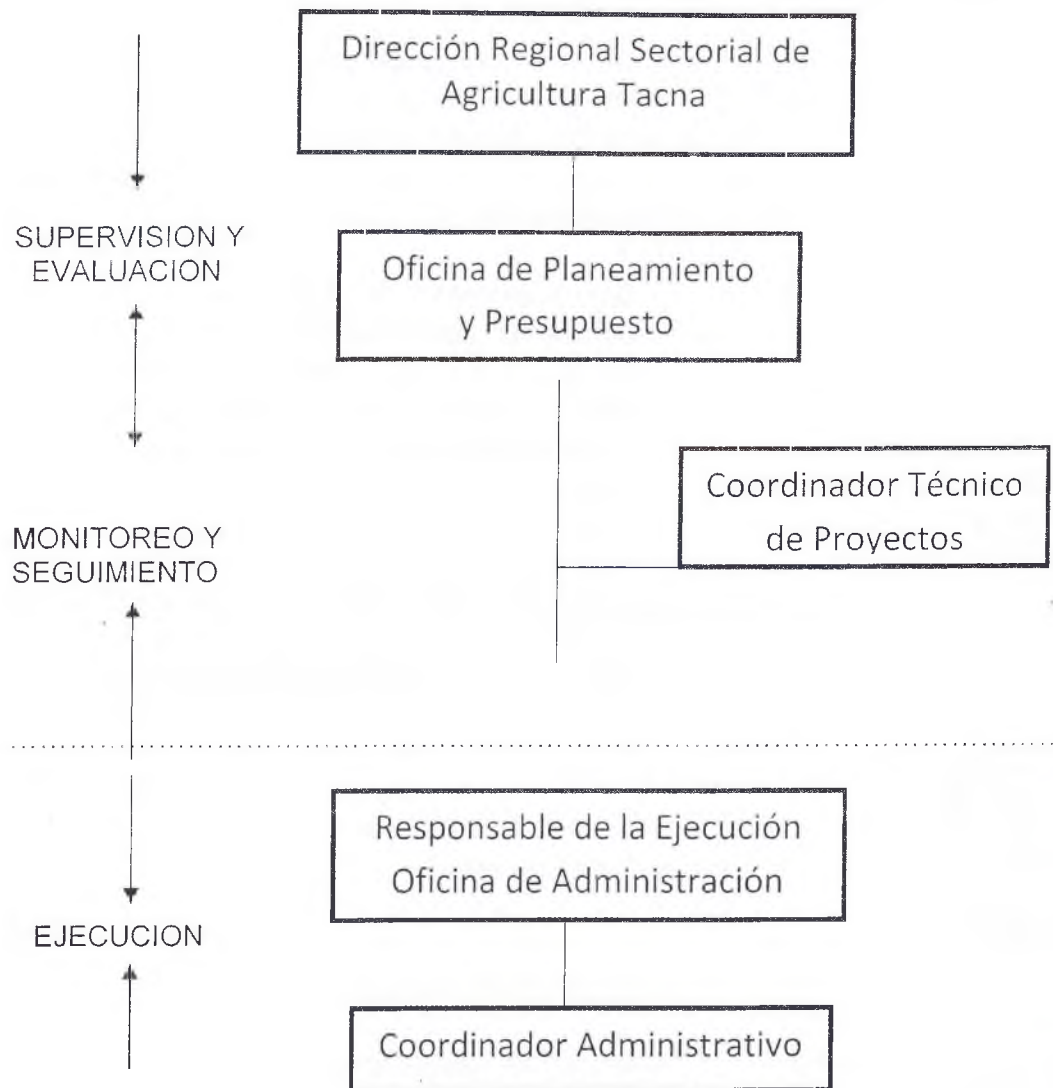 Dirección Regional Sectorial de
Agricultura Tacna
SUPERVISION Y
EVALUACION
Oficina de Planeamiento
y Presupuesto
Coordinador Técnico
de Proyectos
MONITOREO Y
SEGUIMIENTO
Responsable de la Ejecución
Oficina de Administración
EJECUCION
Coordinador Administrativo